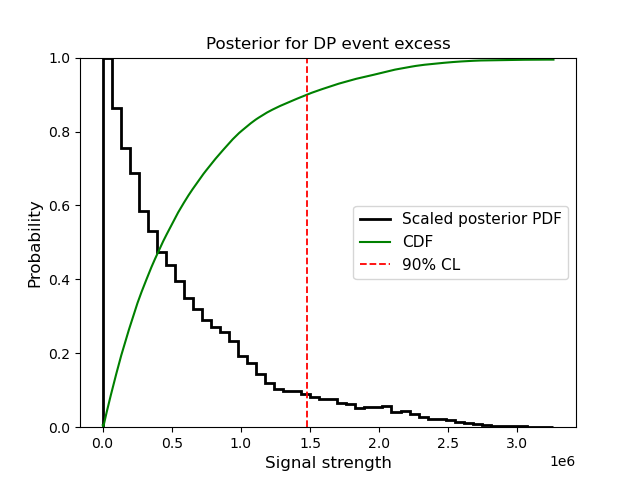 Posterior for DP event excess
1.0
0.8
0.6
0.4
0.2
0.0
Probability
Scaled posterior PDF
CDF
90% CL
0.0 0.5 1.0 1.5 2.0 2.5 3.0
1e6
Signal strength